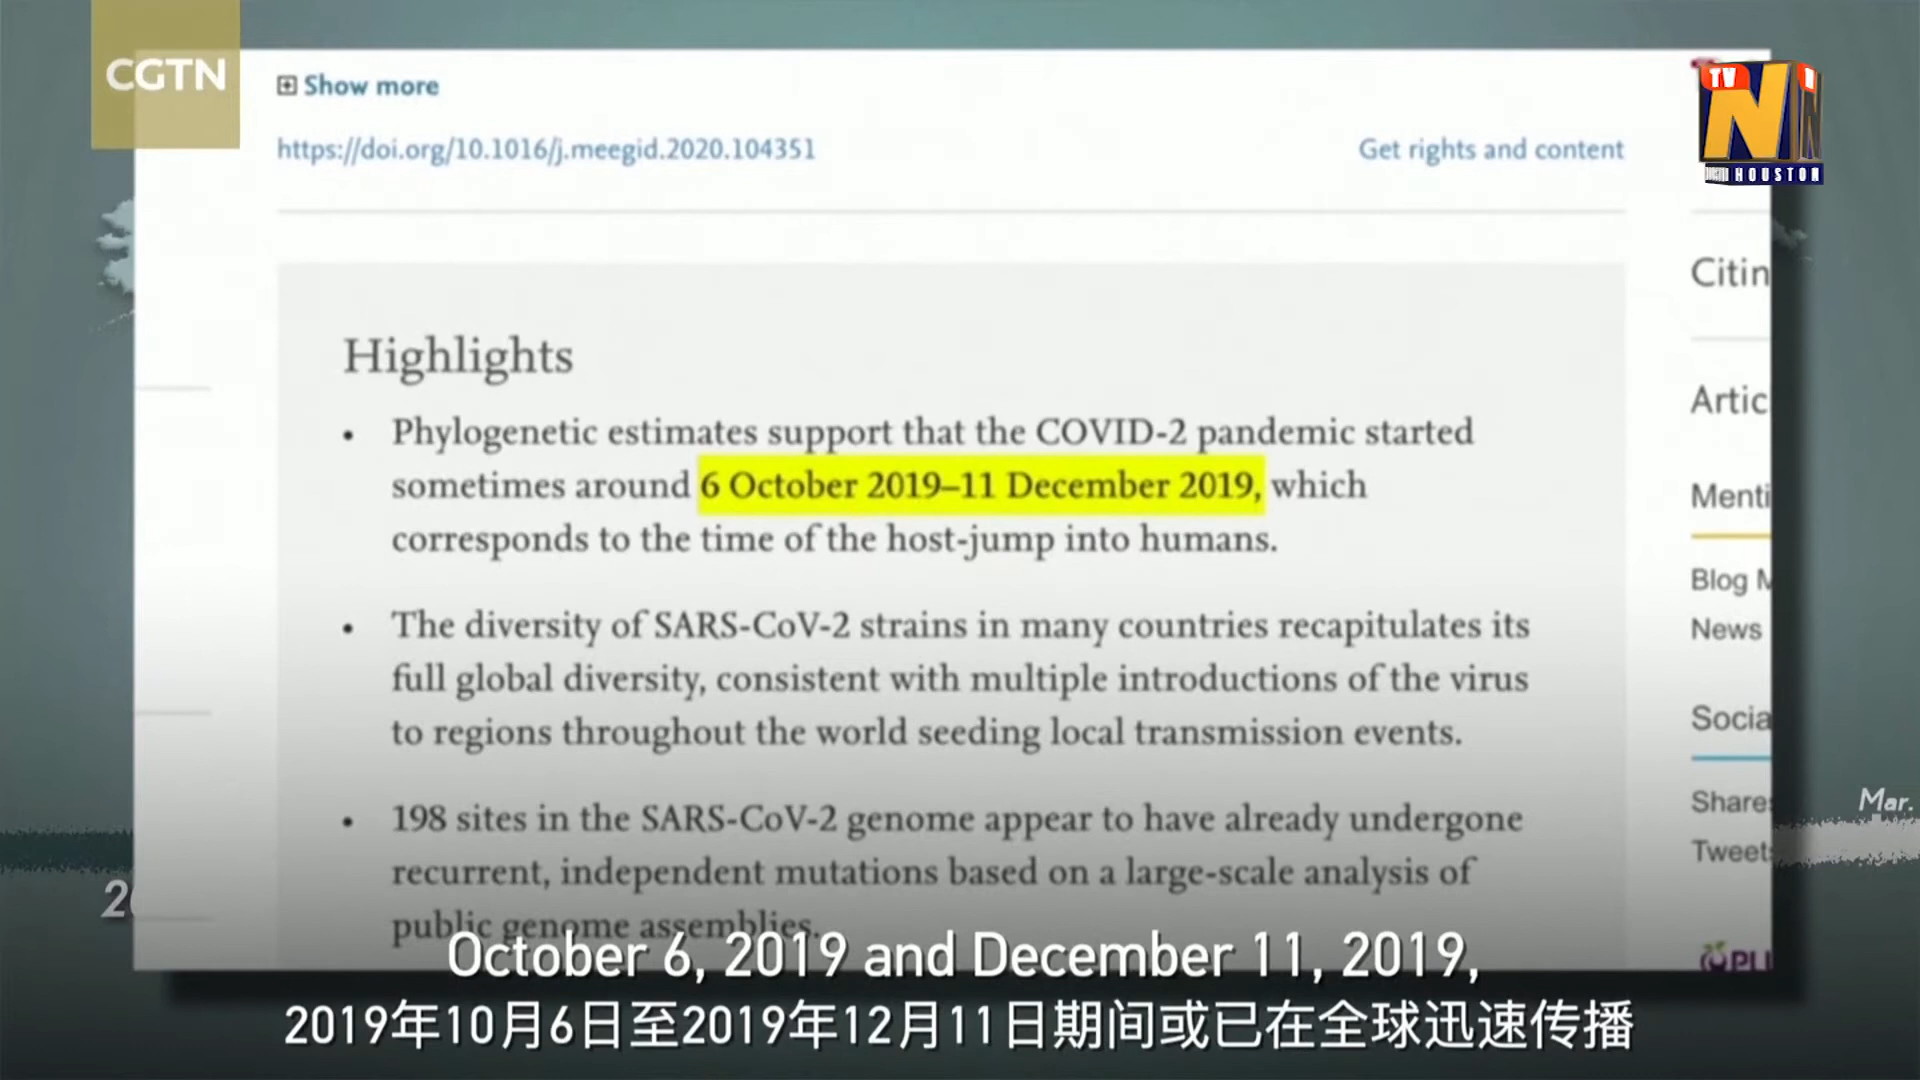 CGTN
TV
N
HOUSTON
Show more
https://doi.org/10.1016/j.meegid.2020.104351
Get rights and content
Citin
Highlights
• Phylogenetic estimates support that the COVID-2 pandemic started
sometimes around 6 October 2019–11 December 2019, which
corresponds to the time of the host-jump into humans.
• The diversity of SARS-CoV-2 strains in many countries recapitulates its
full global diversity, consistent with multiple introductions of the virus
to regions throughout the world seeding local transmission events.
• 198 sites in the SARS-CoV-2 genome appear to have already undergone
recurrent, independent mutations based on a large-scale analysis of
public genome assemblies.
Artic
Menti
Blog M
News
Socia
Share
Tweet
PLU
Mar.
20
October 6, 2019 and December 11, 2019,
2019年10月6日至2019年12月11日期间或已在全球迅速传播